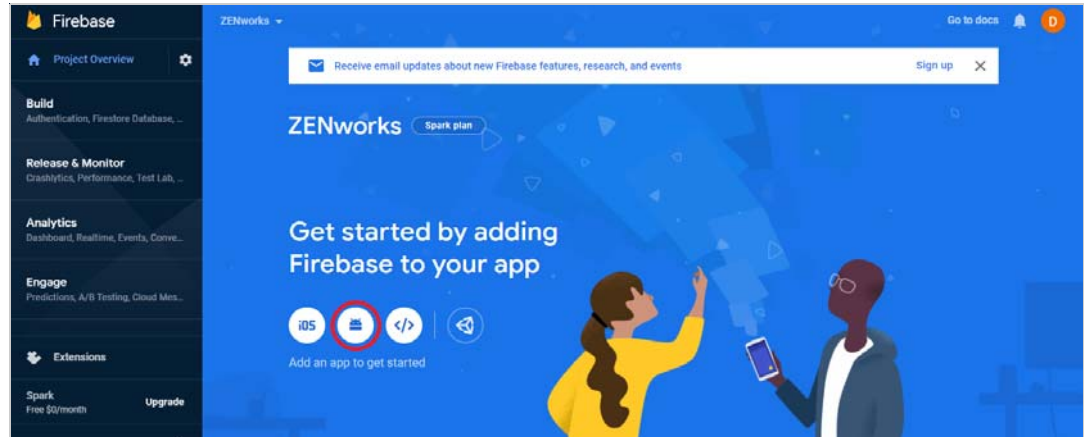 Firebase
ZENworks
Go to docs
D
Project Overview
Receive email updates about new Firebase features, research, and events
Sign up
Build
Authentication, Firestore Database, ...
ZENworks
Spark plan
Release & Monitor
Crashlytics, Performance, Test Lab, ...
Analytics
Dashboard, Realtime, Events, Conve...
Get started by adding
Firebase to your app
Engage
Predictions, A/B Testing, Cloud Mes...
iOS
</>
Add an app to get started
Extensions
Spark
Free $0/month
Upgrade